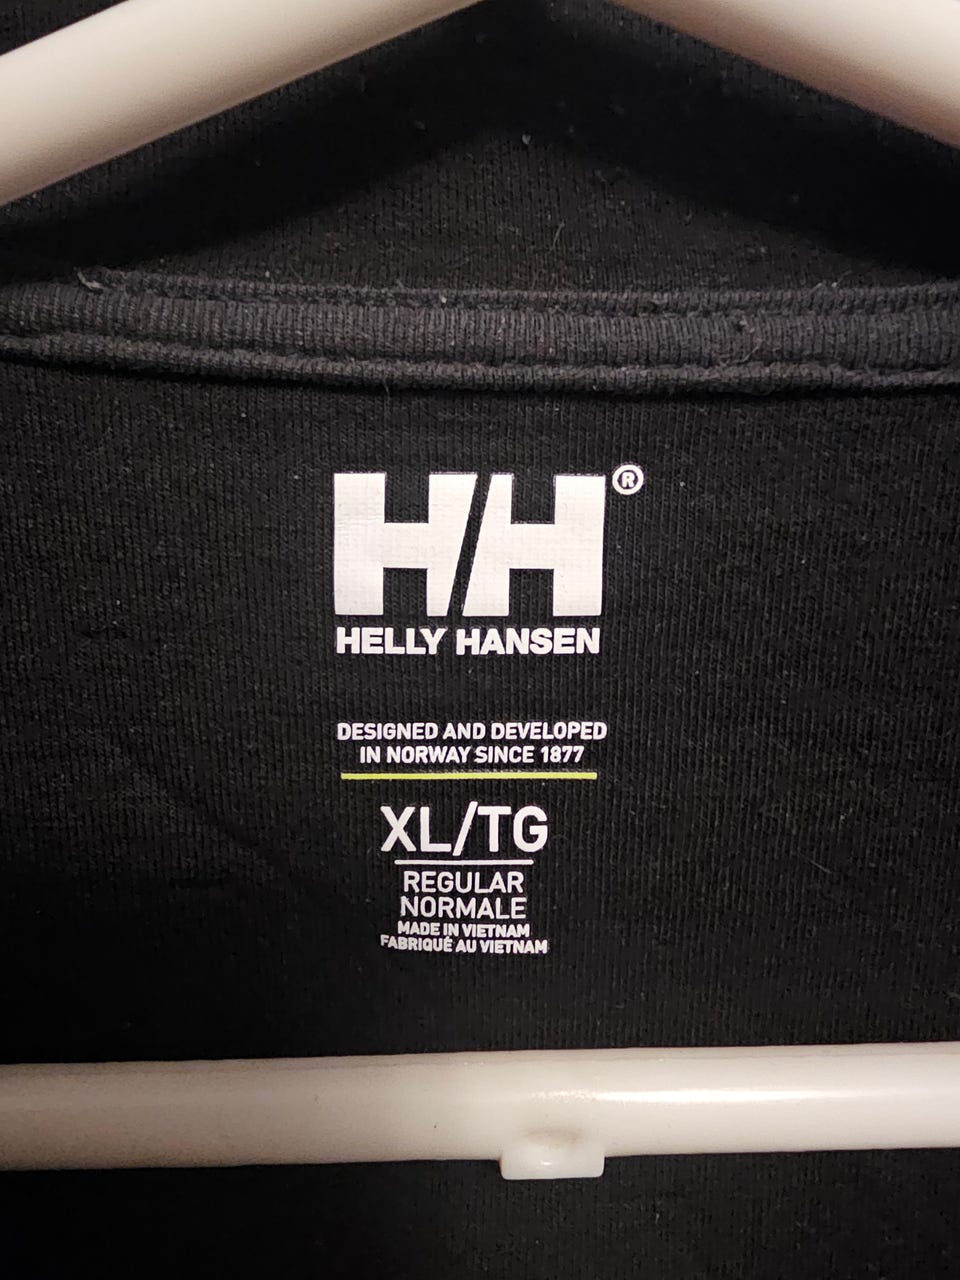 HH®
HELLY HANSEN
DESIGNED AND DEVELOPED
IN NORWAY SINCE 1877
XL/TG
REGULAR
NORMALE
MADE IN VIETNAM
FABRIQUÉ AU VIETNAM